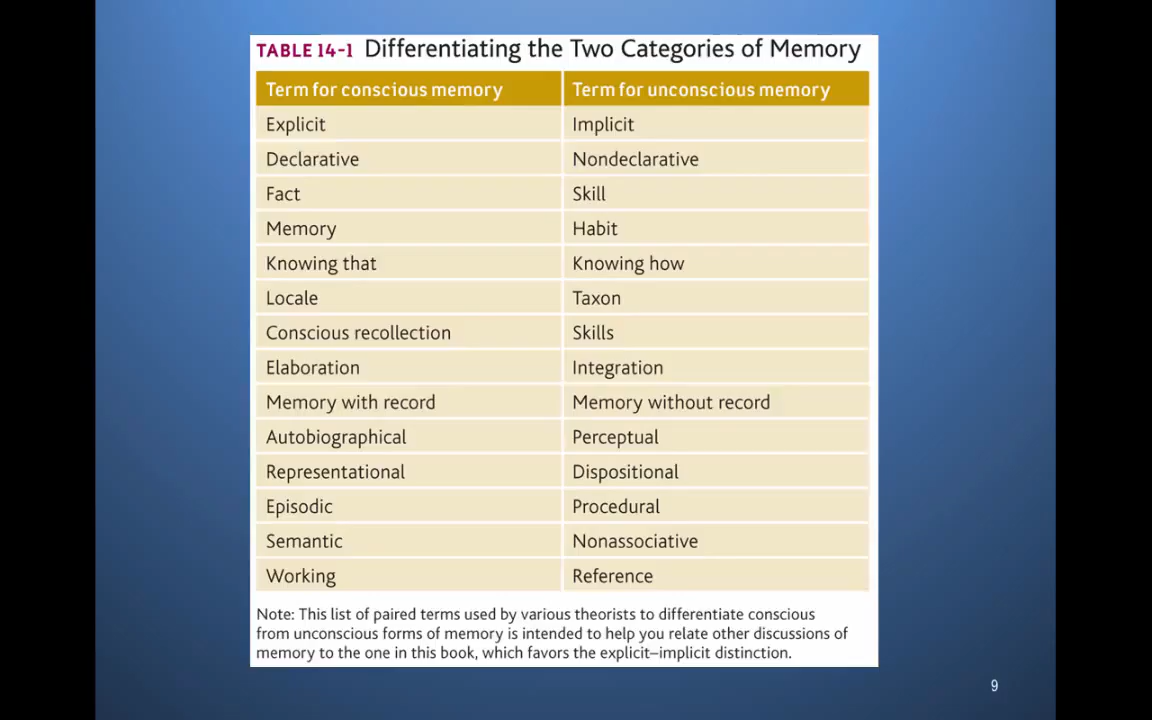 TABLE 14-1 Differentiating the Two Categories of Memory
Term for conscious memory Term for unconscious memory
Explicit Implicit
Declarative Nondeclarative
Fact Skill
Memory Habit
Knowing that Knowing how
Locale Taxon
Conscious recollection Skills
Elaboration Integration
Memory with record Memory without record
Autobiographical Perceptual
Representational Dispositional
Episodic Procedural
Semantic Nonassociative
Working Reference
Note: This list of paired terms used by various theorists to differentiate conscious
from unconscious forms of memory is intended to help you relate other discussions of
memory to the one in this book, which favors the explicit–implicit distinction.
9